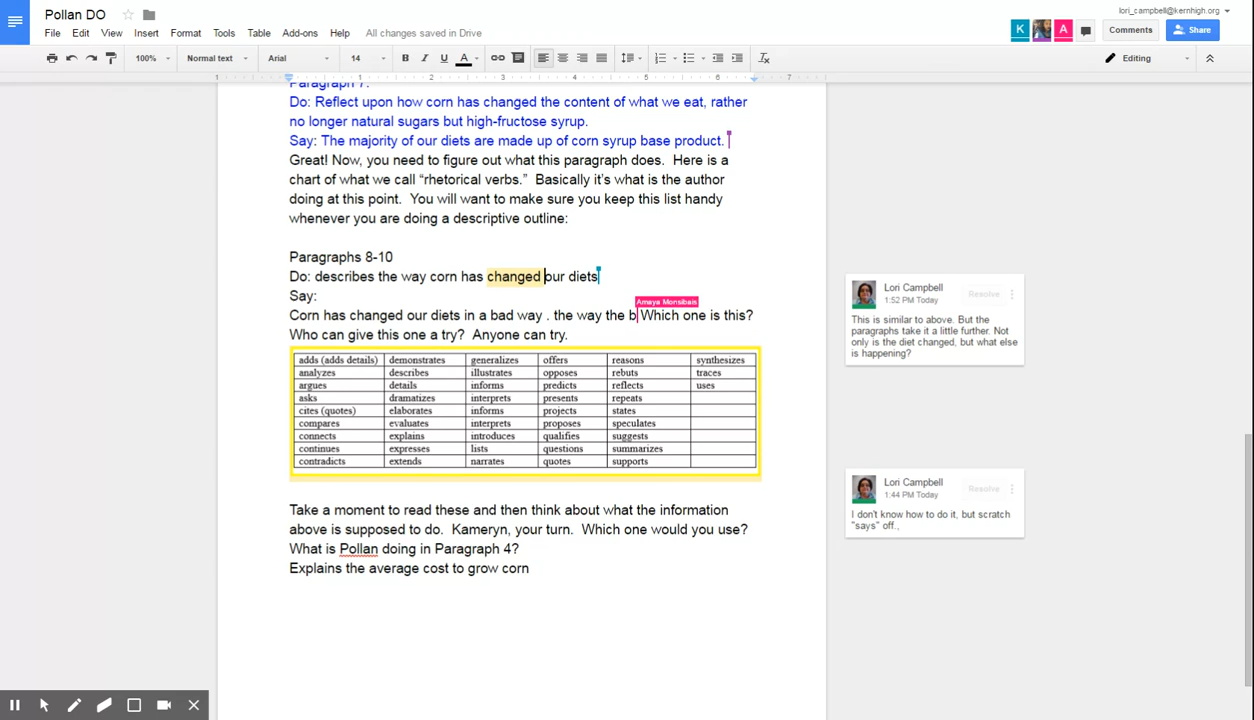 Pollan DO
lori_campbell@kernhigh.org
File Edit View Insert Format Tools Table Add-ons Help All changes saved in Drive
K A Comments Share
100% Normal text Arial 14 B I U A Editing
1 1 2 3 4 5 6 7
Paragraph 7:
Do: Reflect upon how corn has changed the content of what we eat, rather
no longer natural sugars but high-fructose syrup.
Say: The majority of our diets are made up of corn syrup base product.
Great! Now, you need to figure out what this paragraph does. Here is a
chart of what we call “rhetorical verbs.” Basically it’s what is the author
doing at this point. You will want to make sure you keep this list handy
whenever you are doing a descriptive outline:
Paragraphs 8-10
Do: describes the way corn has changed our diets
Say:
Amaya Monsibais
Corn has changed our diets in a bad way . the way the b Which one is this?
Who can give this one a try? Anyone can try.
adds (adds details) demonstrates generalizes offers reasons synthesizes
analyzes describes illustrates opposes rebuts traces
argues details informs predicts reflects uses
asks dramatizes interprets presents repeats
cites (quotes) elaborates informs projects states
compares evaluates interprets proposes speculates
connects explains introduces qualifies suggests
continues expresses lists questions summarizes
contradicts extends narrates quotes supports
Take a moment to read these and then think about what the information
above is supposed to do. Kameryn, your turn. Which one would you use?
What is Pollan doing in Paragraph 4?
Explains the average cost to grow corn
Lori Campbell
1:52 PM Today
Resolve
This is similar to above. But the
paragraphs take it a little further. Not
only is the diet changed, but what else
is happening?
Lori Campbell
1:44 PM Today
Resolve
I don't know how to do it, but scratch
"says" off.,